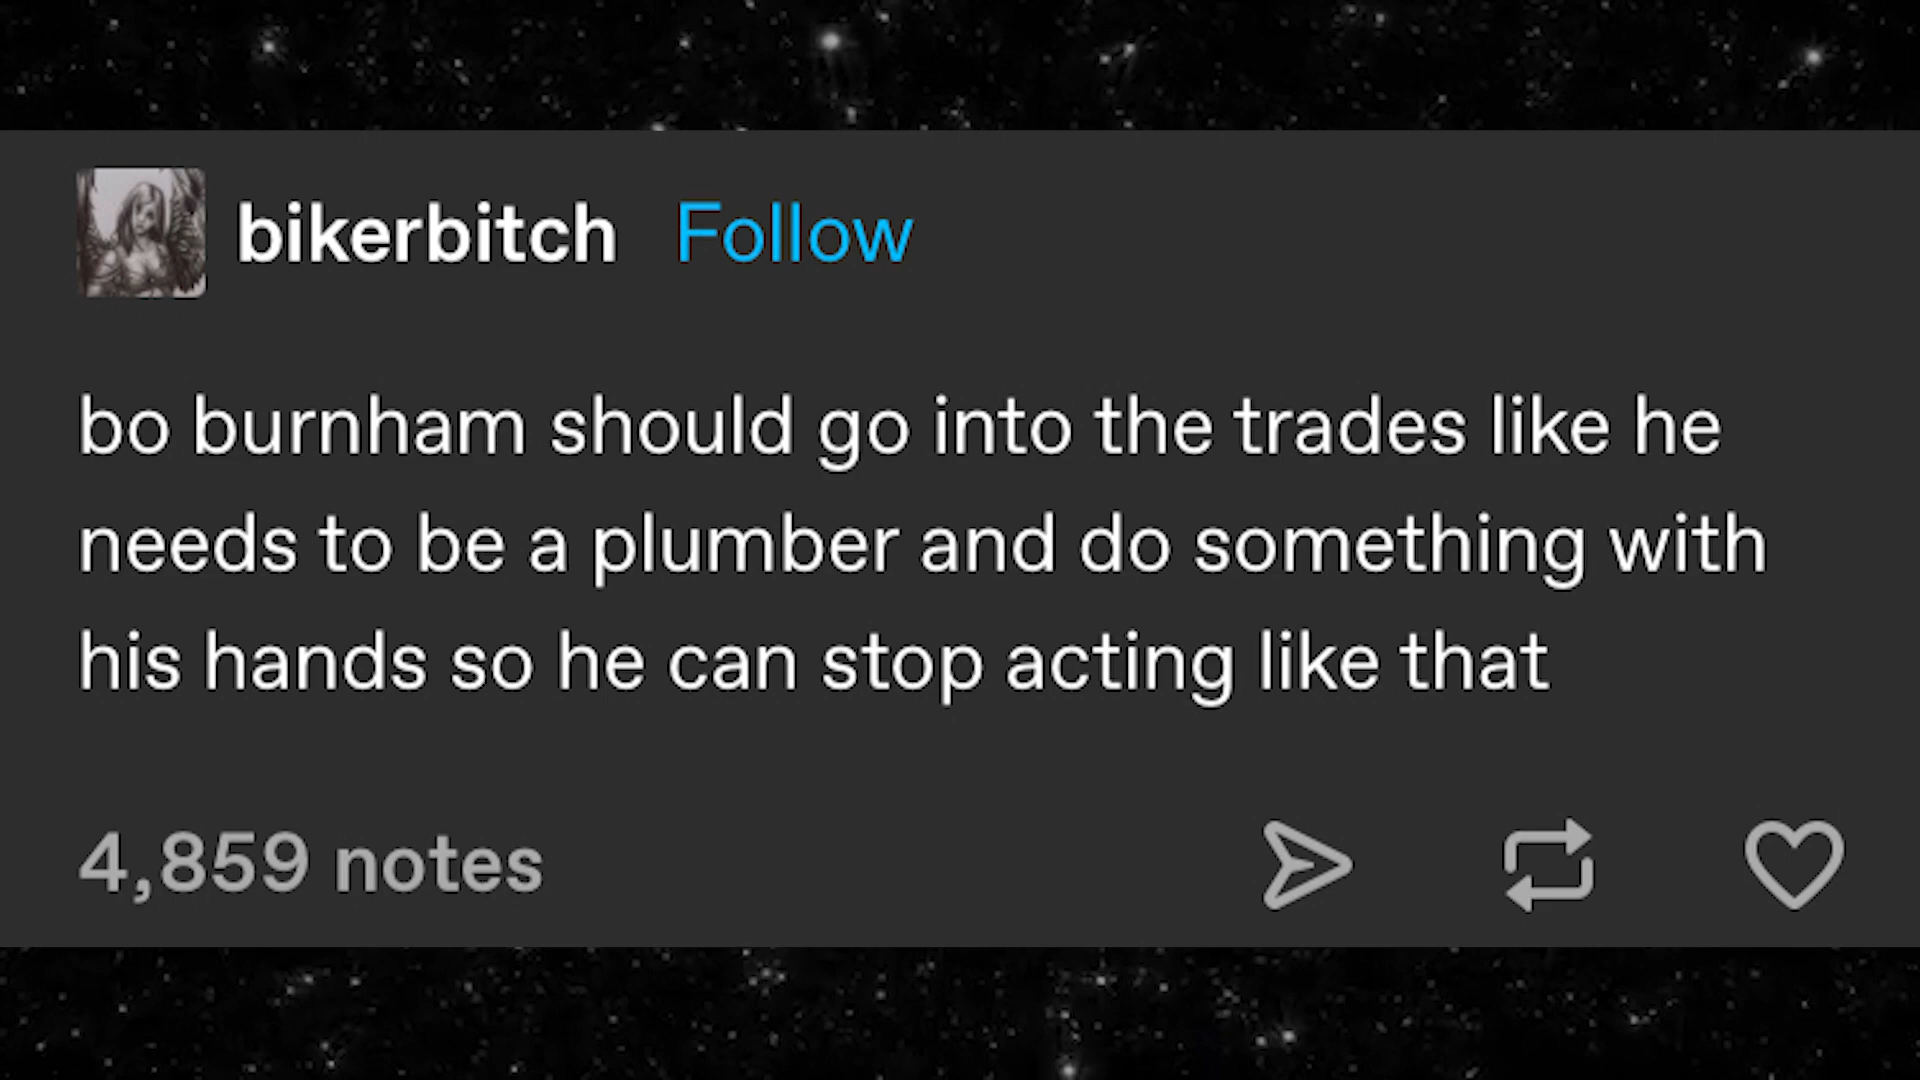 bikerbitch Follow
bo burnham should go into the trades like he
needs to be a plumber and do something with
his hands so he can stop acting like that
4,859 notes